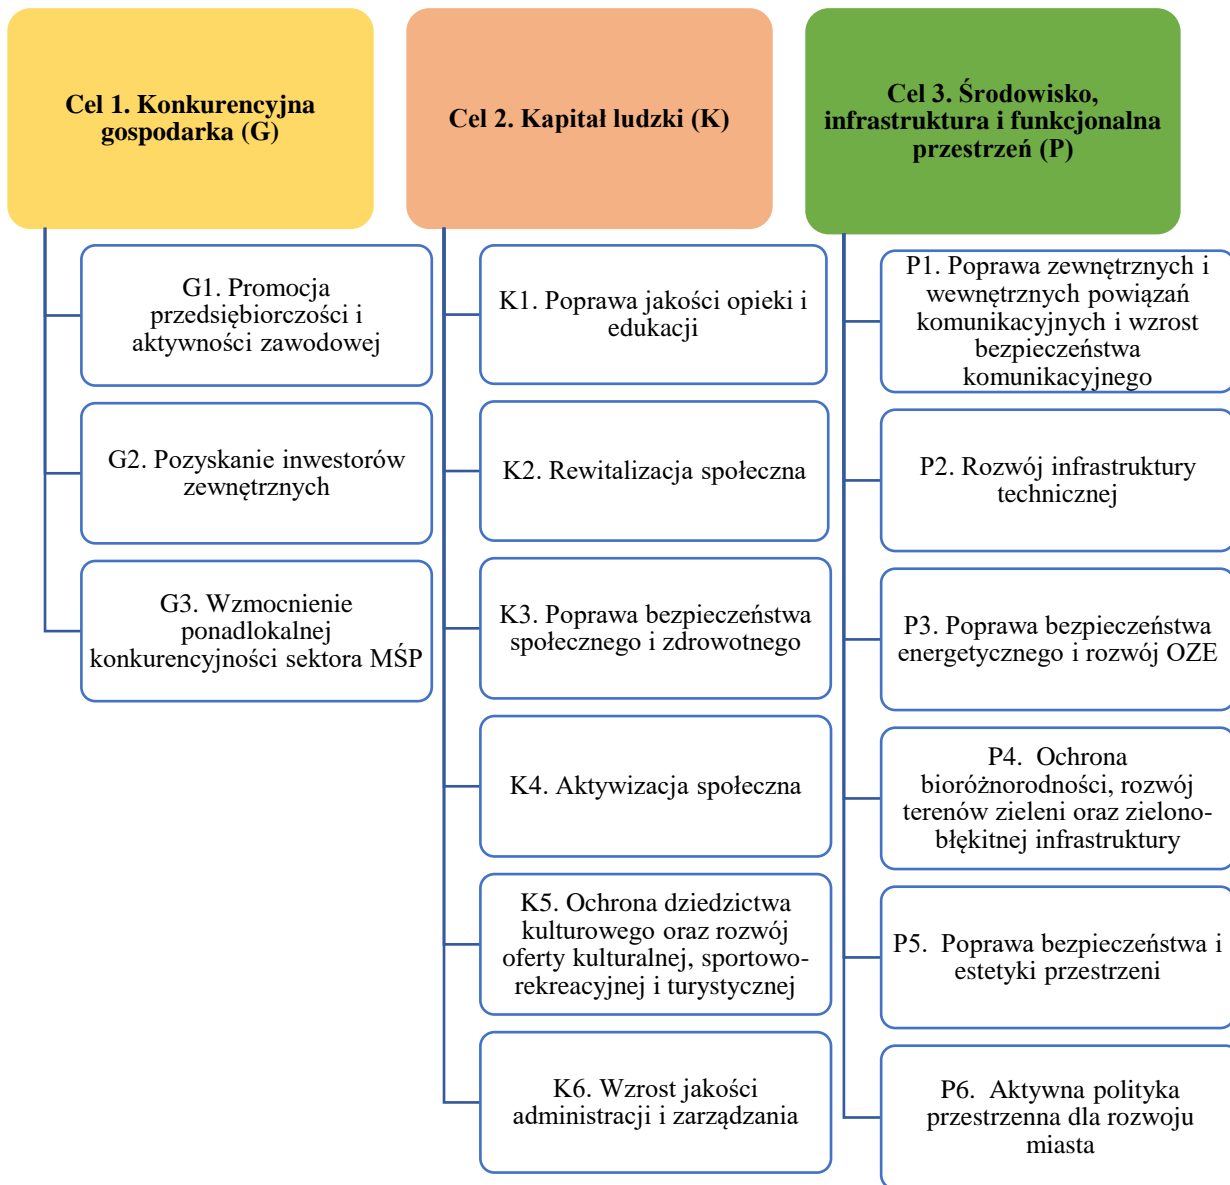 Cel 1. Konkurencyjna
gospodarka (G)
G1. Promocja
przedsiębiorczości i
aktywności zawodowej
G2. Pozyskanie inwestorów
zewnętrznych
G3. Wzmocnienie
ponadlokalnej
konkurencyjności sektora MŚP
Cel 2. Kapitał ludzki (K)
K1. Poprawa jakości opieki i
edukacji
K2. Rewitalizacja społeczna
K3. Poprawa bezpieczeństwa
społecznego i zdrowotnego
K4. Aktywizacja społeczna
K5. Ochrona dziedzictwa
kulturowego oraz rozwój
oferty kulturalnej, sportowo-
rekreacyjnej i turystycznej
K6. Wzrost jakości
administracji i zarządzania
Cel 3. Środowisko,
infrastruktura i funkcjonalna
przestrzeń (P)
P1. Poprawa zewnętrznych i
wewnętrznych powiązań
komunikacyjnych i wzrost
bezpieczeństwa
komunikacyjnego
P2. Rozwój infrastruktury
technicznej
P3. Poprawa bezpieczeństwa
energetycznego i rozwój OZE
P4.  Ochrona
bioróżnorodności, rozwój
terenów zieleni oraz zielono-
błękitnej infrastruktury
P5.  Poprawa bezpieczeństwa i
estetyki przestrzeni
P6.  Aktywna polityka
przestrzenna dla rozwoju
miasta